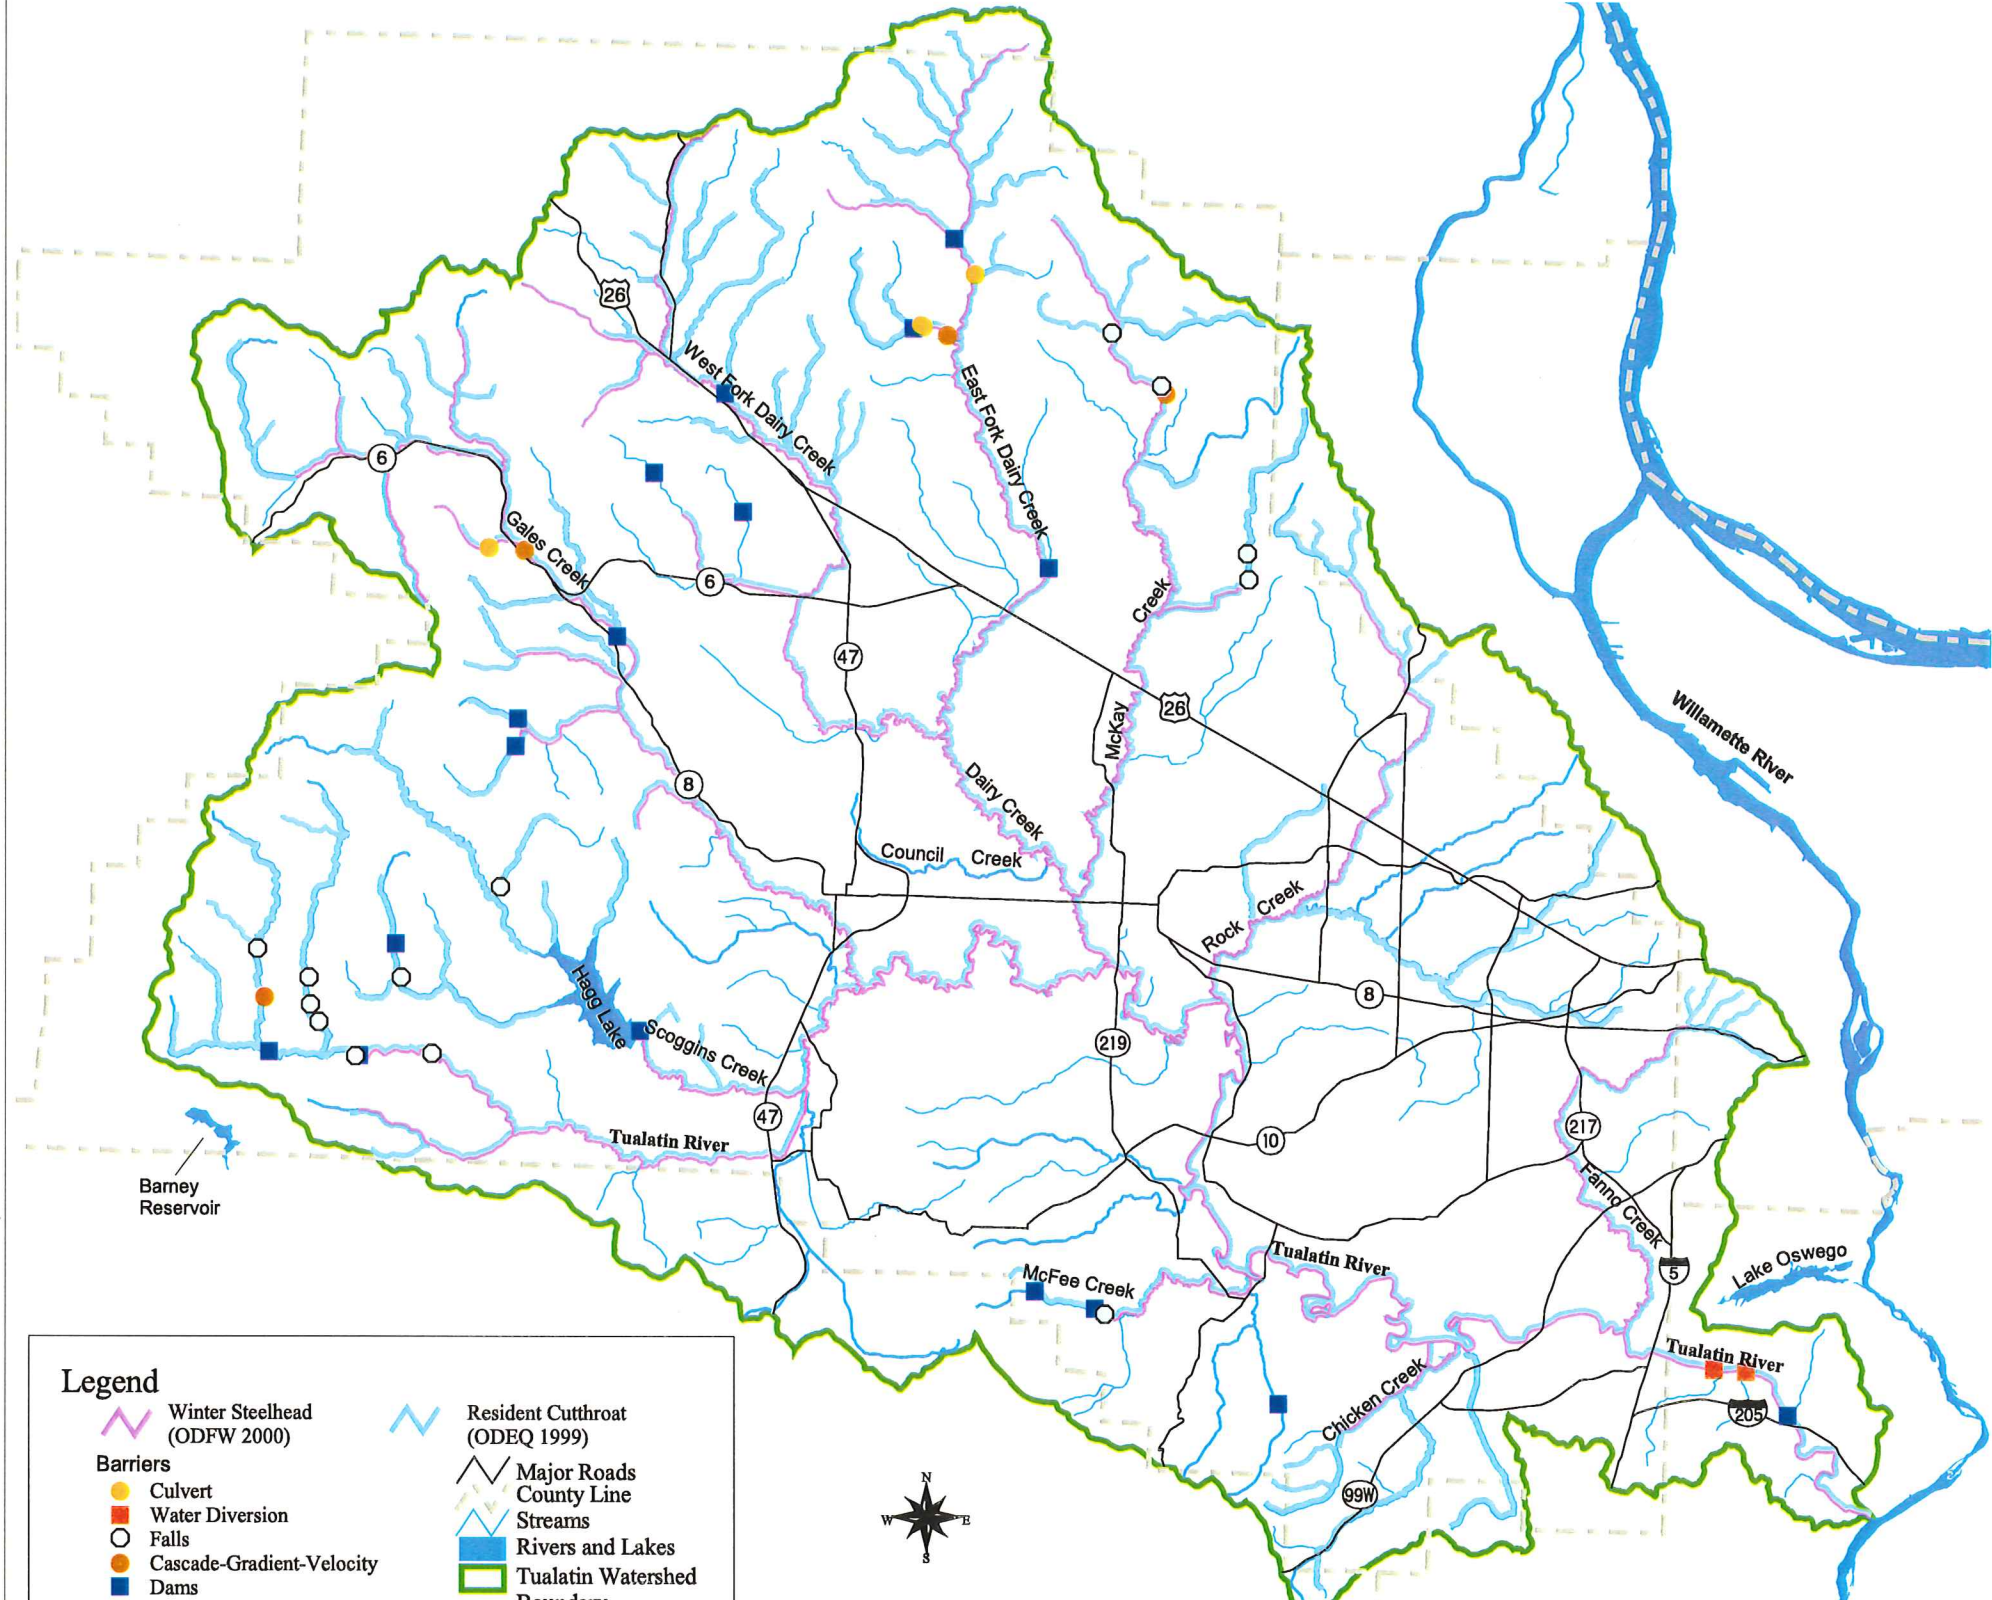 26
West Fork Dairy Creek
East Fork Dairy Creek
6
Gales Creek
6
Creek
47
26
McKay
Willamette River
8
Dairy Creek
Council Creek
Rock Creek
Hagg Lake
8
Scoggins Creek
219
47
217
10
Tualatin River
Fanno Creek
Barney
Reservoir
Tualatin River
5
Lake Oswego
McFee Creek
Tualatin River
Chicken Creek
205
99W
N
W
E
S
Legend
Winter Steelhead
(ODFW 2000)
Barriers
Culvert
Water Diversion
Falls
Cascade-Gradient-Velocity
Dams
Resident Cutthroat
(ODEQ 1999)
Major Roads
County Line
Streams
Rivers and Lakes
Tualatin Watershed